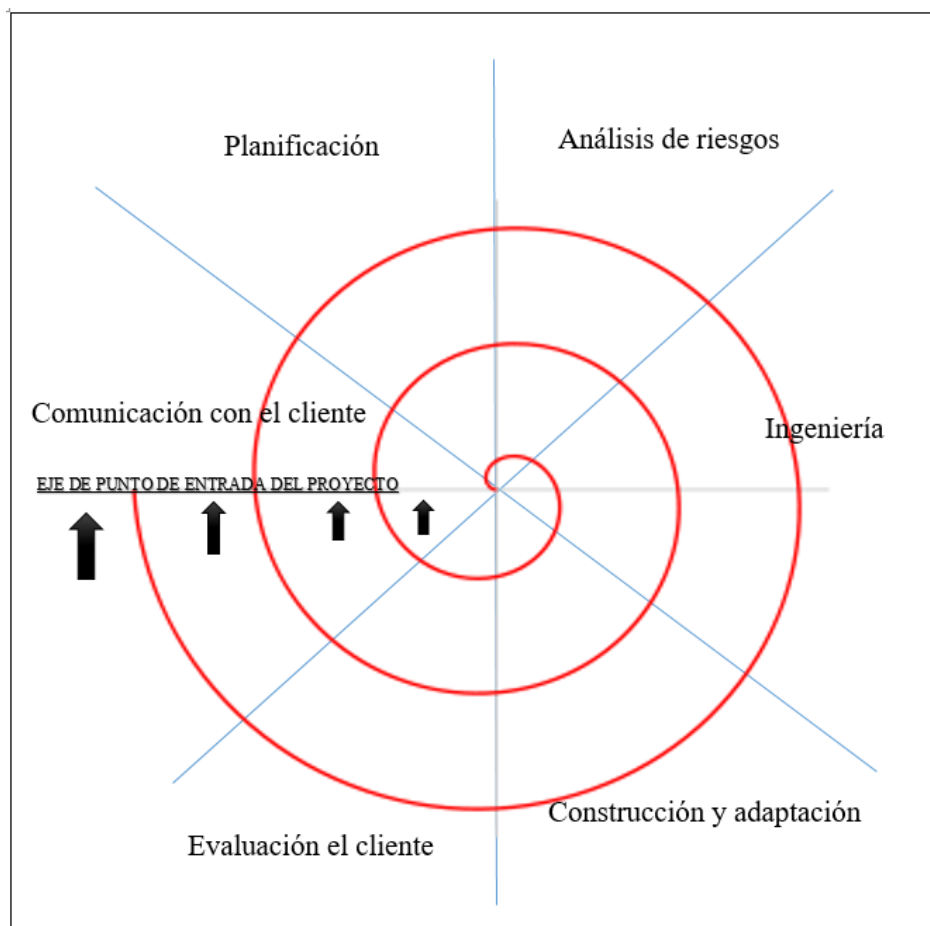 Planificación
Análisis de riesgos
Comunicación con el cliente
Ingeniería
EJE DE PUNTO DE ENTRADA DEL PROYECTO
Construcción y adaptación
Evaluación el cliente